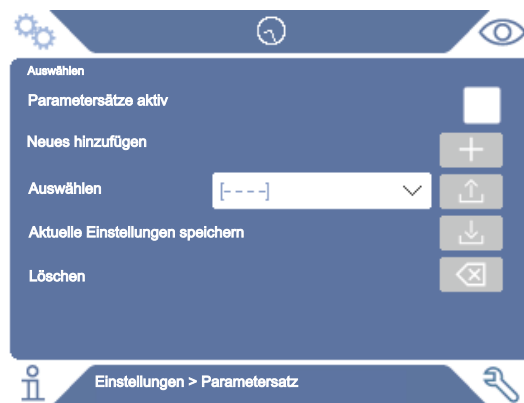 Auswählen
Parametersätze aktiv
Neues hinzufügen
Auswählen [----]
Aktuelle Einstellungen speichern
Löschen
Einstellungen > Parametersatz